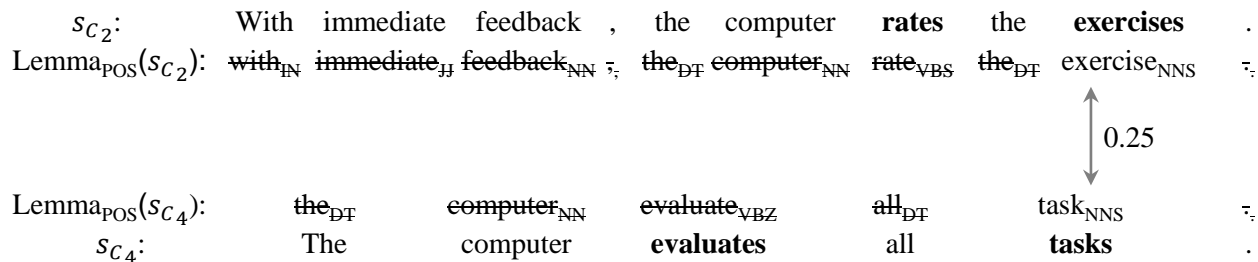 s_C₂: With immediate feedback , the computer rates the exercises .
Lemma_POS(s_C₂): with_IN immediate_JJ feedback_NN ,_, the_DT computer_NN rate_VBS the_DT exercise_NNS ._.
0.25
Lemma_POS(s_C₄): the_DT computer_NN evaluate_VBZ all_DT task_NNS ._.
s_C₄: The computer evaluates all tasks .